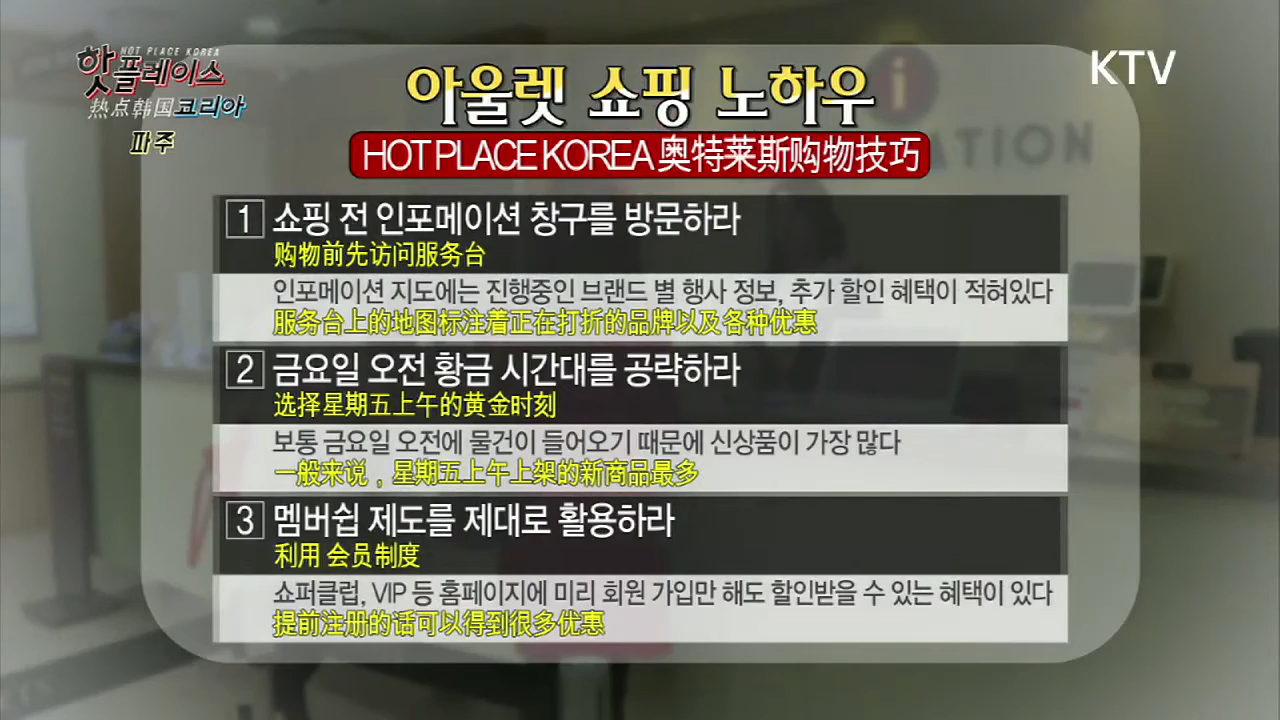 HOT PLACE KOREA
핫플레이스
热点韩国코리아
파주
KTV
아울렛 쇼핑 노하우
HOT PLACE KOREA 奥特莱斯购物技巧
i
ATION
1 쇼핑 전 인포메이션 창구를 방문하라
购物前先访问服务台
인포메이션 지도에는 진행중인 브랜드 별 행사 정보, 추가 할인 혜택이 적혀있다
服务台上的地图标注着正在打折的品牌以及各种优惠
2 금요일 오전 황금 시간대를 공략하라
选择星期五上午的黄金时刻
보통 금요일 오전에 물건이 들어오기 때문에 신상품이 가장 많다
一般来说，星期五上午上架的新商品最多
3 멤버쉽 제도를 제대로 활용하라
利用 会员制度
쇼퍼클럽, VIP 등 홈페이지에 미리 회원 가입만 해도 할인받을 수 있는 혜택이 있다
提前注册的话可以得到很多优惠